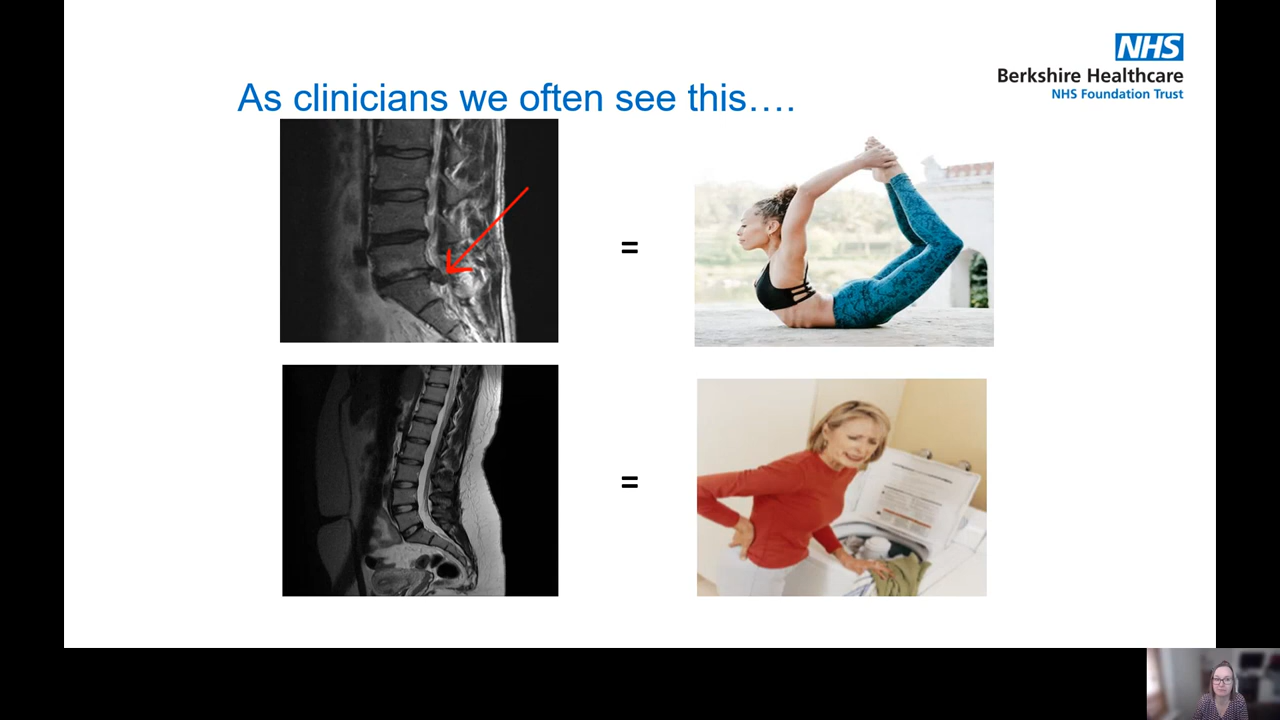 NHS
Berkshire Healthcare
NHS Foundation Trust
As clinicians we often see this….
=
=